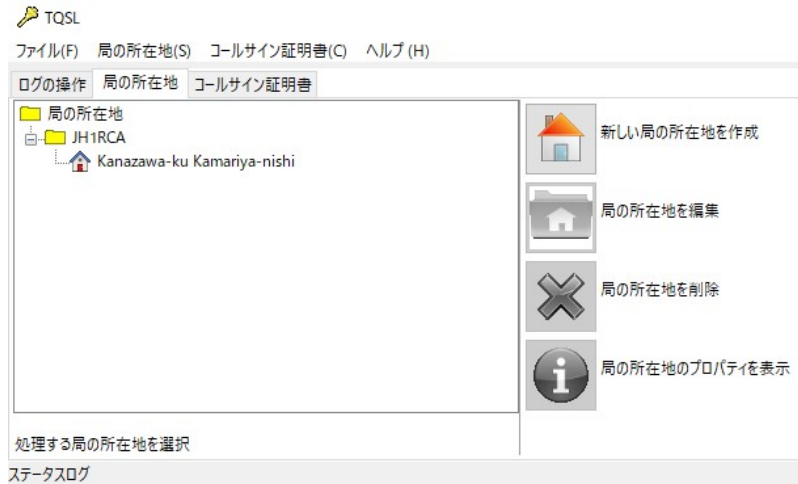 TQSL
ファイル(F) 局の所在地(S) コールサイン証明書(C) ヘルプ (H)
ログの操作 局の所在地 コールサイン証明書
局の所在地
JH1RCA
Kanazawa-ku Kamariya-nishi
新しい局の所在地を作成
局の所在地を編集
局の所在地を削除
局の所在地のプロパティを表示
処理する局の所在地を選択
ステータスログ